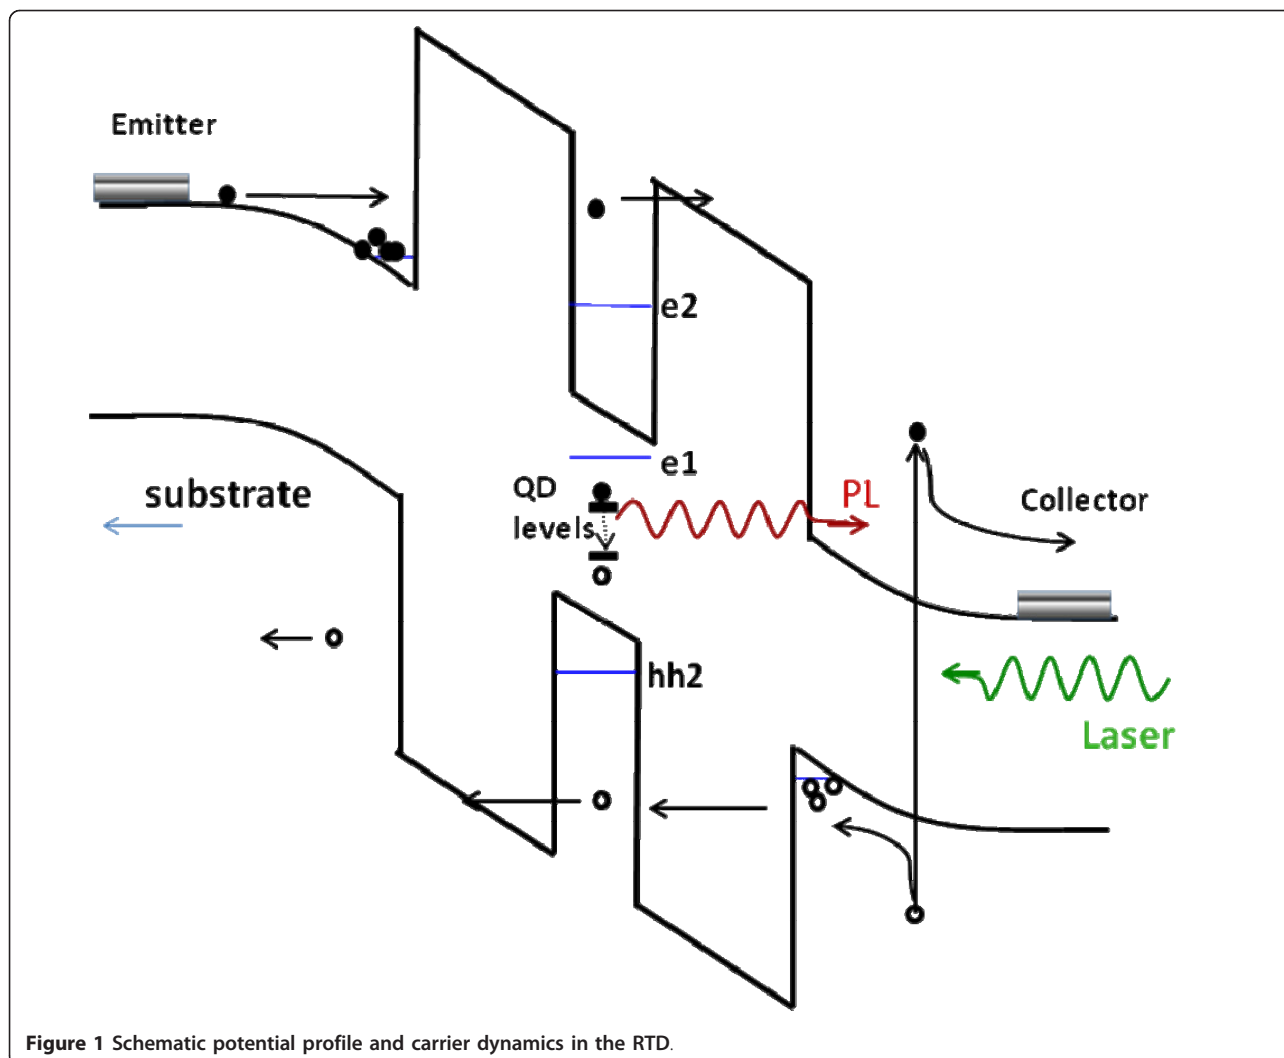 Emitter
e2
e1
QD
levels
PL
substrate
Collector
hh2
Laser
Figure 1 Schematic potential profile and carrier dynamics in the RTD.